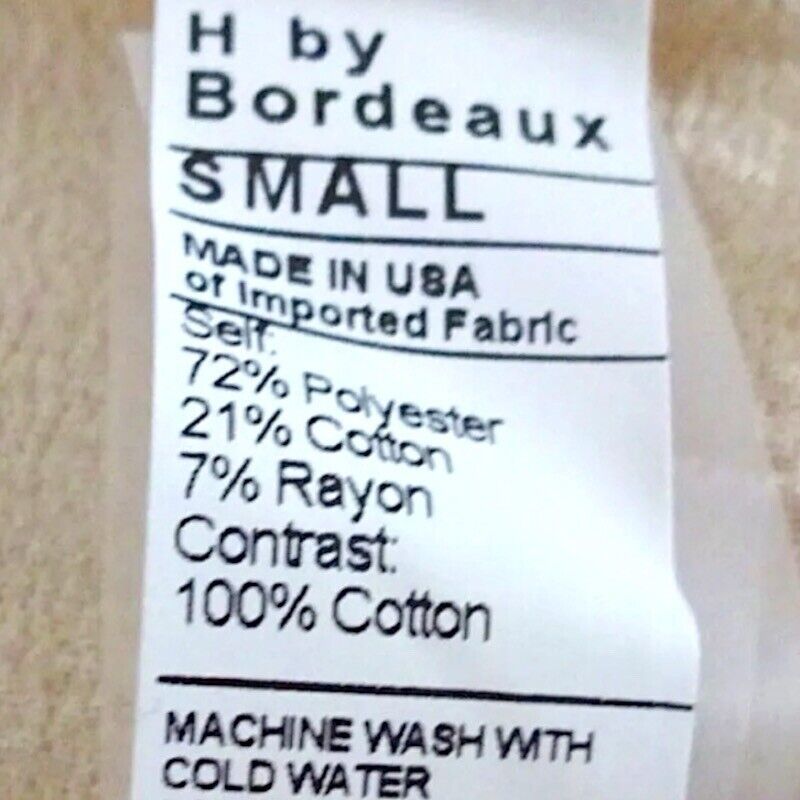 H by
Bordeaux
SMALL
MADE IN USA
of Imported Fabric
Self:
72% Polyester
21% Cotton
7% Rayon
Contrast:
100% Cotton
MACHINE WASH WITH
COLD WATER